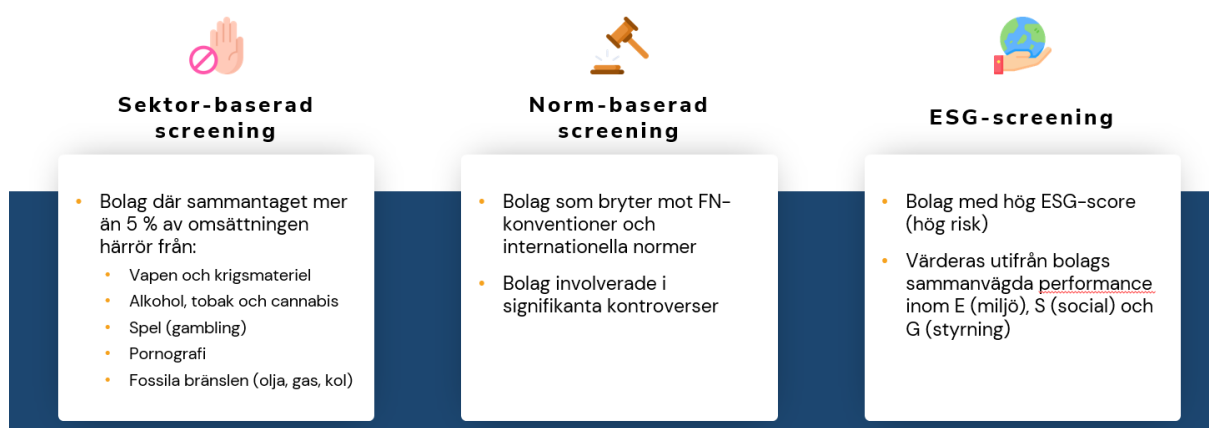 Sektor-baserad
screening
Bolag där sammantaget mer
än 5 % av omsättningen
härrör från:
Vapen och krigsmateriel
Alkohol, tobak och cannabis
Spel (gambling)
Pornografi
Fossila bränslen (olja, gas, kol)
Norm-baserad
screening
Bolag som bryter mot FN-
konventioner och
internationella normer
Bolag involverade i
signifikanta kontroverser
ESG-screening
Bolag med hög ESG-score
(hög risk)
Värderas utifrån bolags
sammanvägda performance
inom E (miljö), S (social) och
G (styrning)